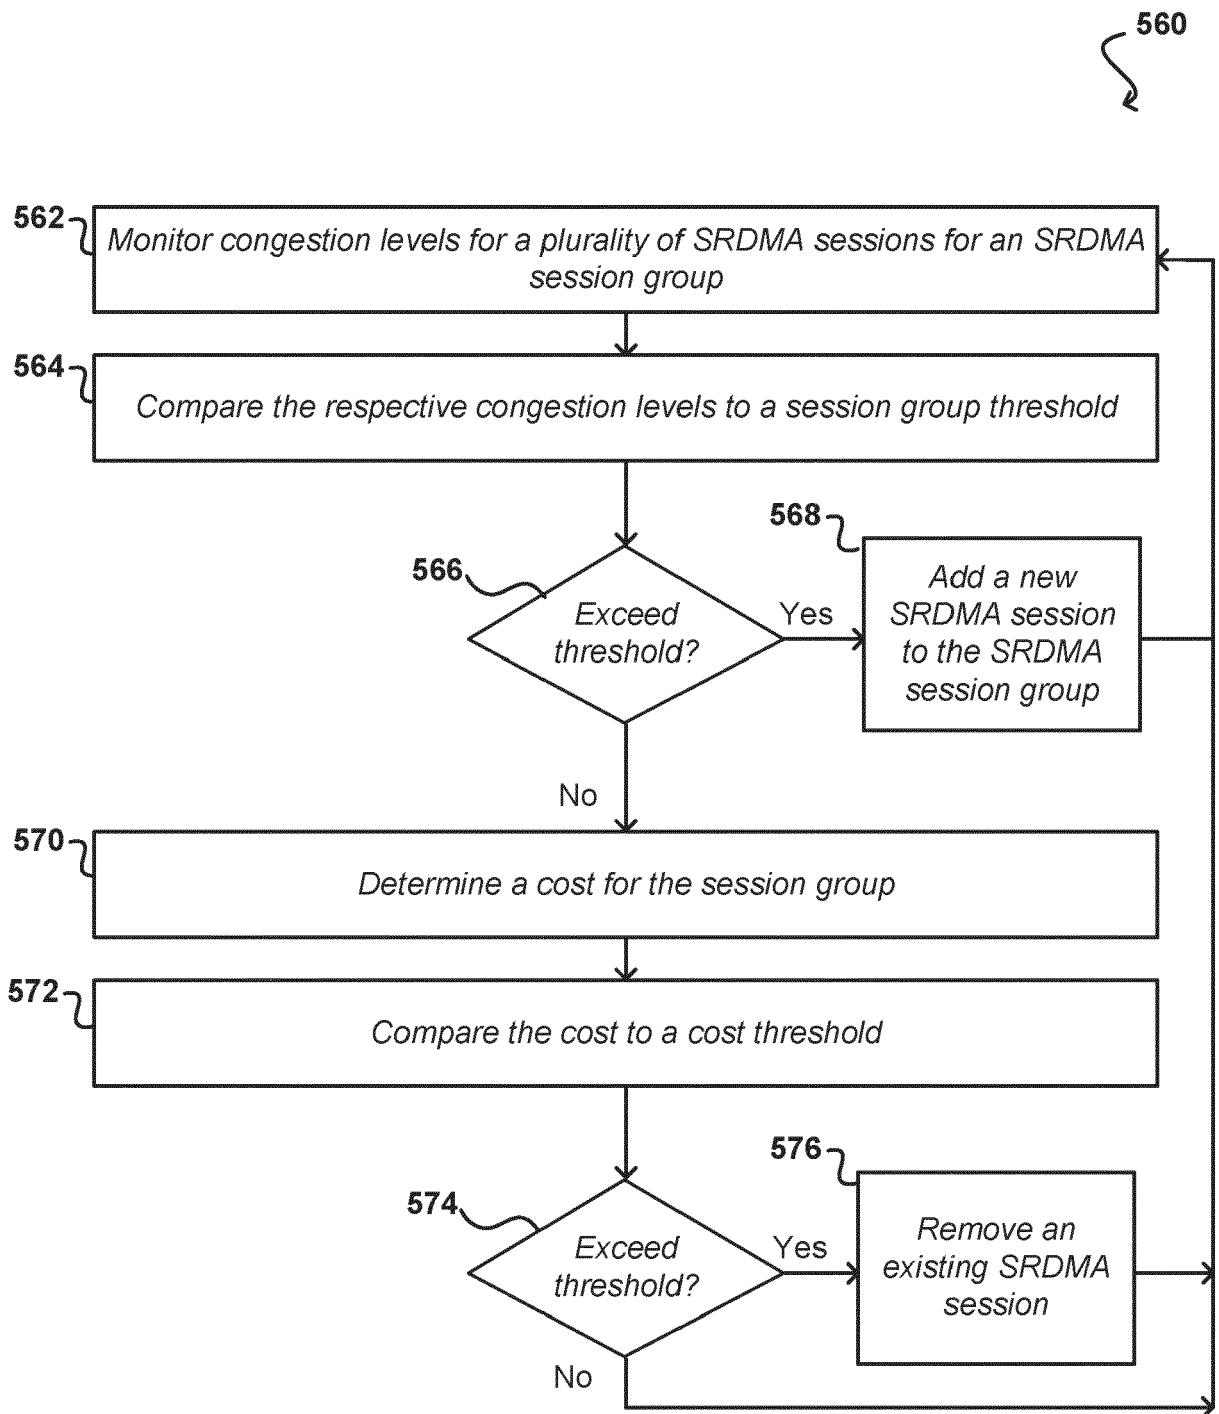 560
562
Monitor congestion levels for a plurality of SRDMA sessions for an SRDMA
session group
564
Compare the respective congestion levels to a session group threshold
566
Exceed
threshold?
Yes
568
Add a new
SRDMA session
to the SRDMA
session group
No
570
Determine a cost for the session group
572
Compare the cost to a cost threshold
574
Exceed
threshold?
Yes
576
Remove an
existing SRDMA
session
No